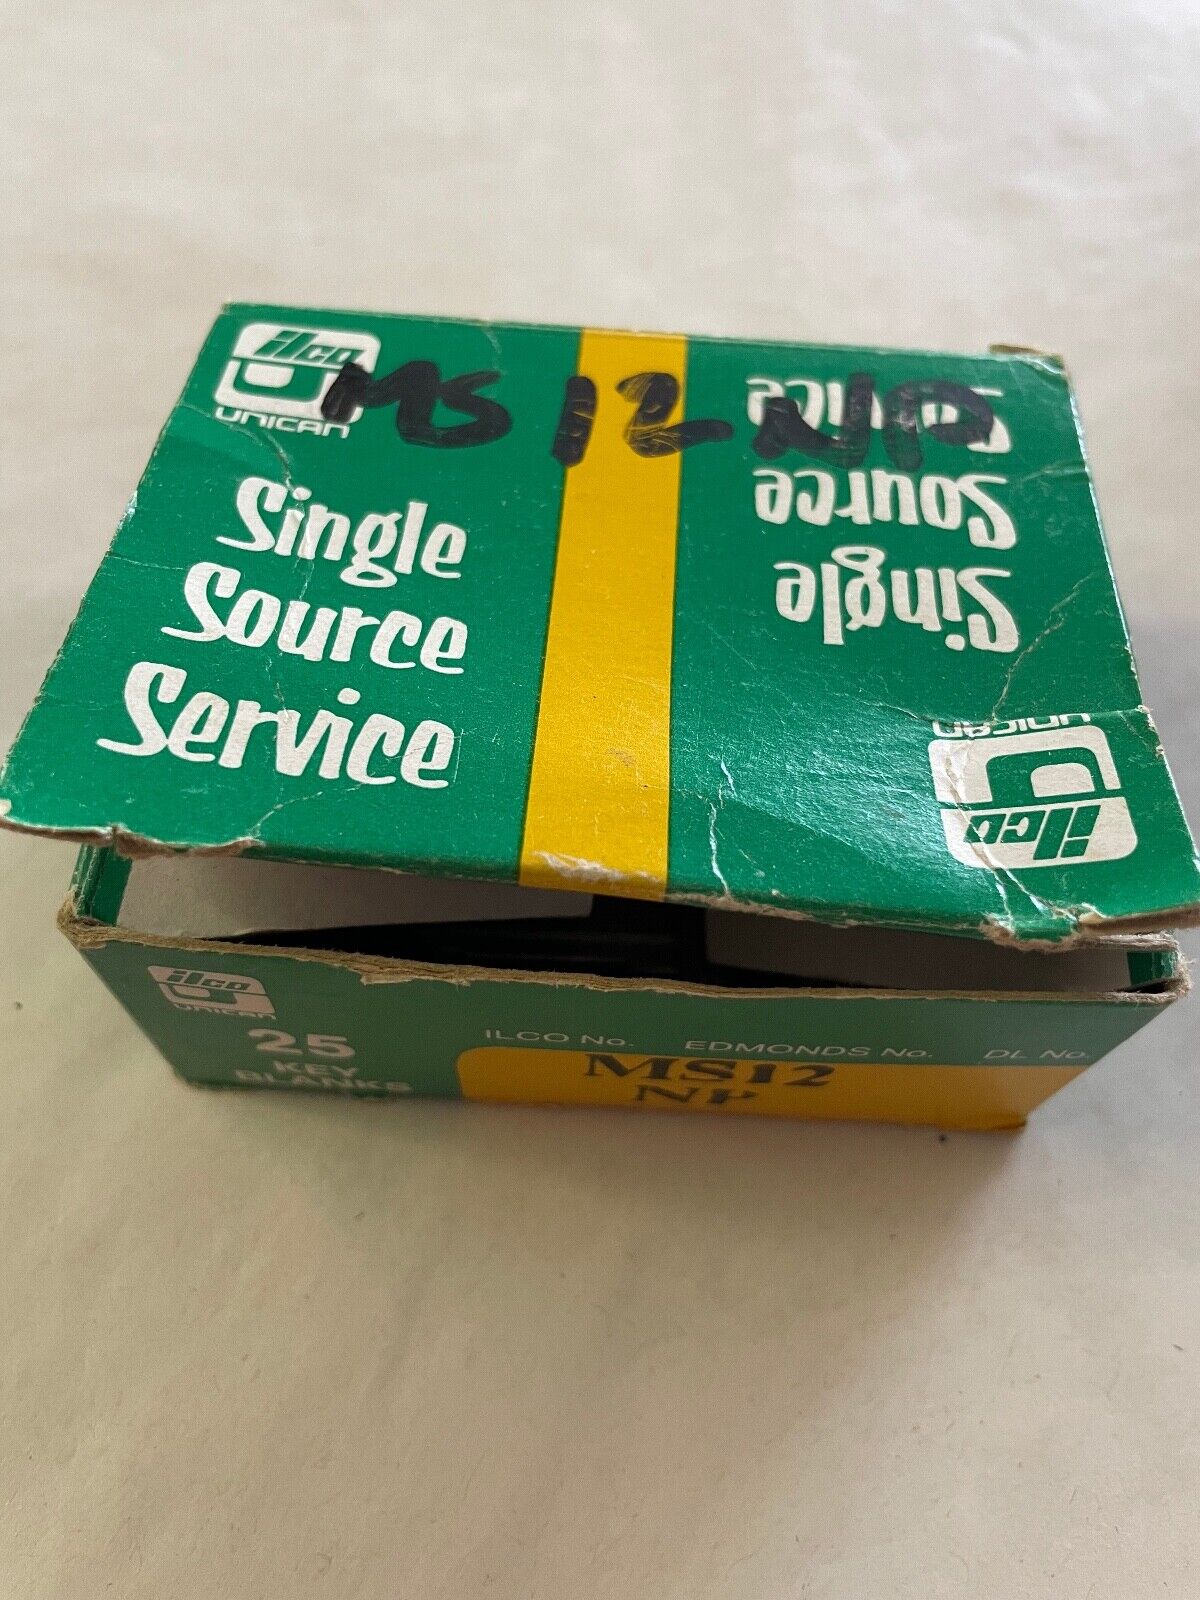 ilco
UNICAN
MS 12 NP
Single
Source
Service
Single
Source
Service
ilco
UNICAN
ilco
UNICAN
25
KEY
BLANKS
ILCO No. EDMONDS No. DL No.
MS12
NP